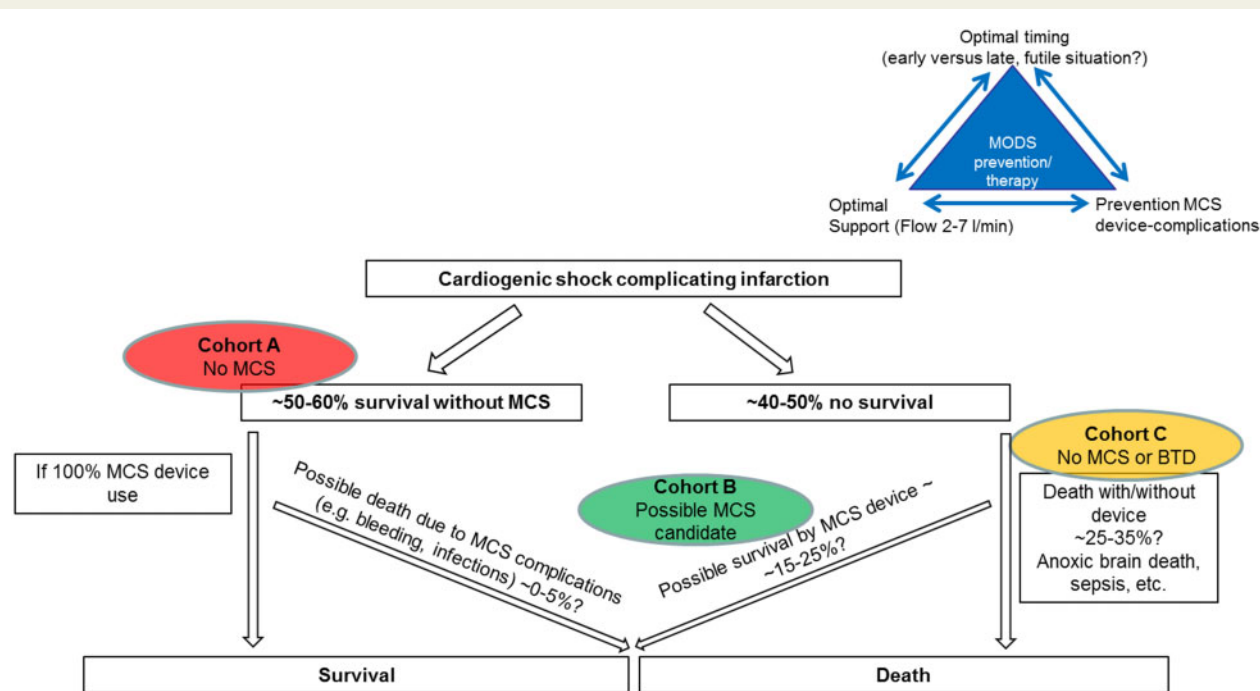 Optimal timing
(early versus late, futile situation?)
MODS
prevention/
therapy
Optimal
Support (Flow 2-7 l/min)
Prevention MCS
device-complications
Cardiogenic shock complicating infarction
Cohort A
No MCS
~50-60% survival without MCS
~40-50% no survival
Cohort C
No MCS or BTD
If 100% MCS device
use
Possible death due to MCS complications
(e.g. bleeding, infections) ~0-5%?
Cohort B
Possible MCS
candidate
Possible survival by MCS device ~
~15-25%?
Death with/without
device
~25-35%?
Anoxic brain death,
sepsis, etc.
Survival
Death